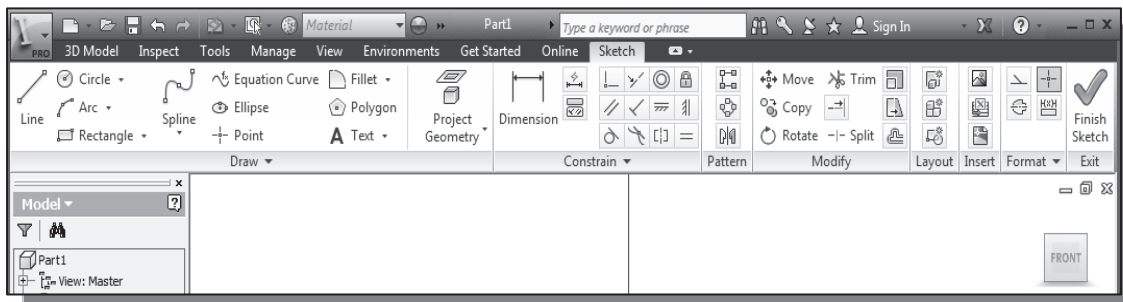 Material Part1 Type a keyword or phrase Sign In
PRO 3D Model Inspect Tools Manage View Environments Get Started Online Sketch
Circle Equation Curve Fillet Move Trim
Line Arc Spline Ellipse Polygon Project Geometry Dimension Copy Finish Sketch
Rectangle Point A Text Rotate Split
Draw Constrain Pattern Modify Layout Insert Format Exit
Model
Part1
View: Master
FRONT